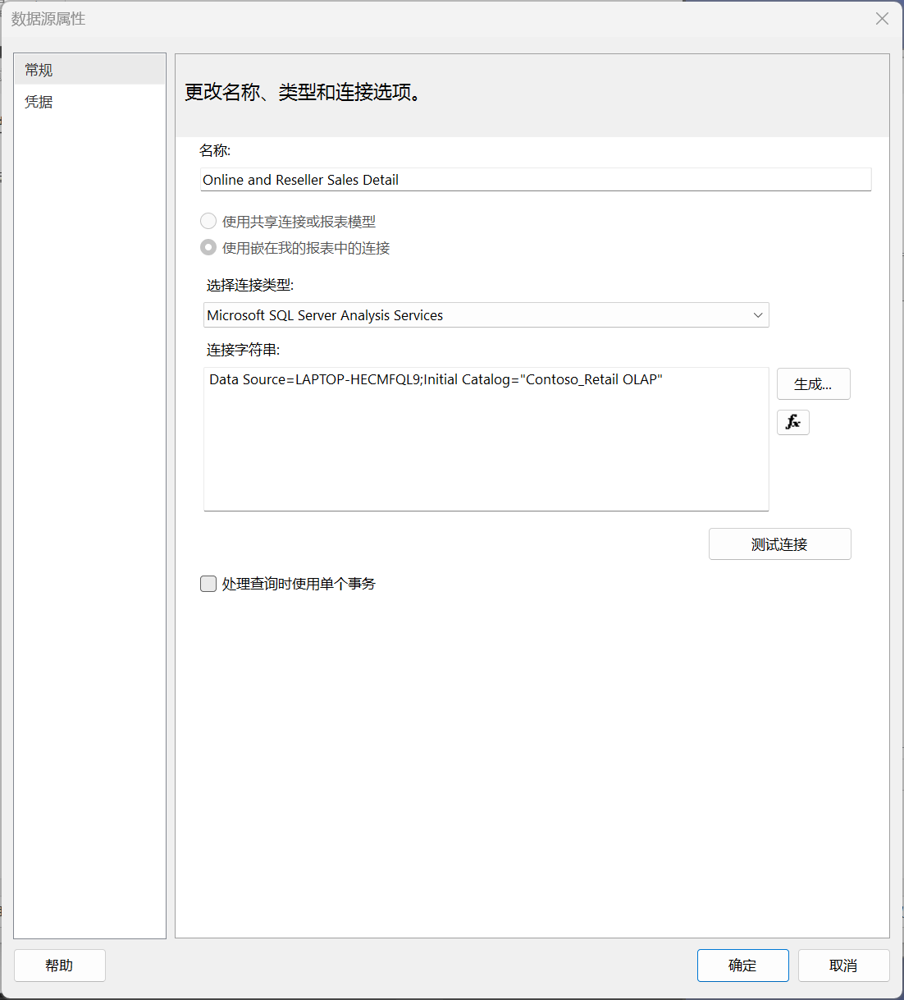 数据源属性
常规
凭据
更改名称、类型和连接选项。
名称:
Online and Reseller Sales Detail
使用共享连接或报表模型
使用嵌在我的报表中的连接
选择连接类型:
Microsoft SQL Server Analysis Services
连接字符串:
Data Source=LAPTOP-HECMFQL9;Initial Catalog="Contoso_Retail OLAP"
生成...
fx
测试连接
处理查询时使用单个事务
帮助
确定
取消